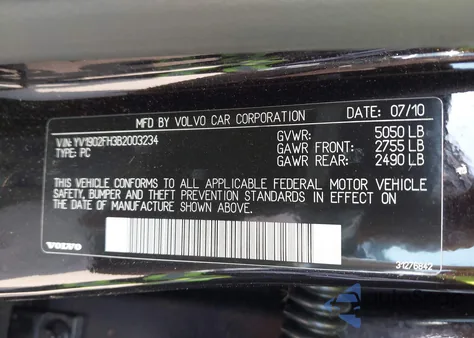 MFD BY VOLVO CAR CORPORATION DATE: 07/10
VIN: YV1902FH3B2003234 GVWR: 5050 LB
TYPE: PC GAWR FRONT: 2755 LB
GAWR REAR: 2490 LB
THIS VEHICLE CONFORMS TO ALL APPLICABLE FEDERAL MOTOR VEHICLE
SAFETY, BUMPER AND THEFT PREVENTION STANDARDS IN EFFECT ON
THE DATE OF MANUFACTURE SHOWN ABOVE.
VOLVO 31276842